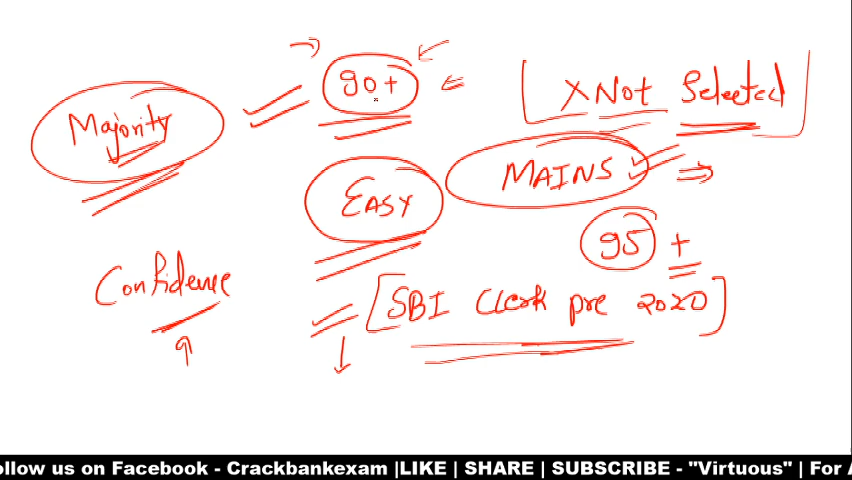 90+
XNot Selected
Majority
MAINS
EASY
95 +
Confidence
[SBI Clerk pre 2020]
ollow us on Facebook - Crackbankexam |LIKE | SHARE | SUBSCRIBE - "Virtuous" | For A